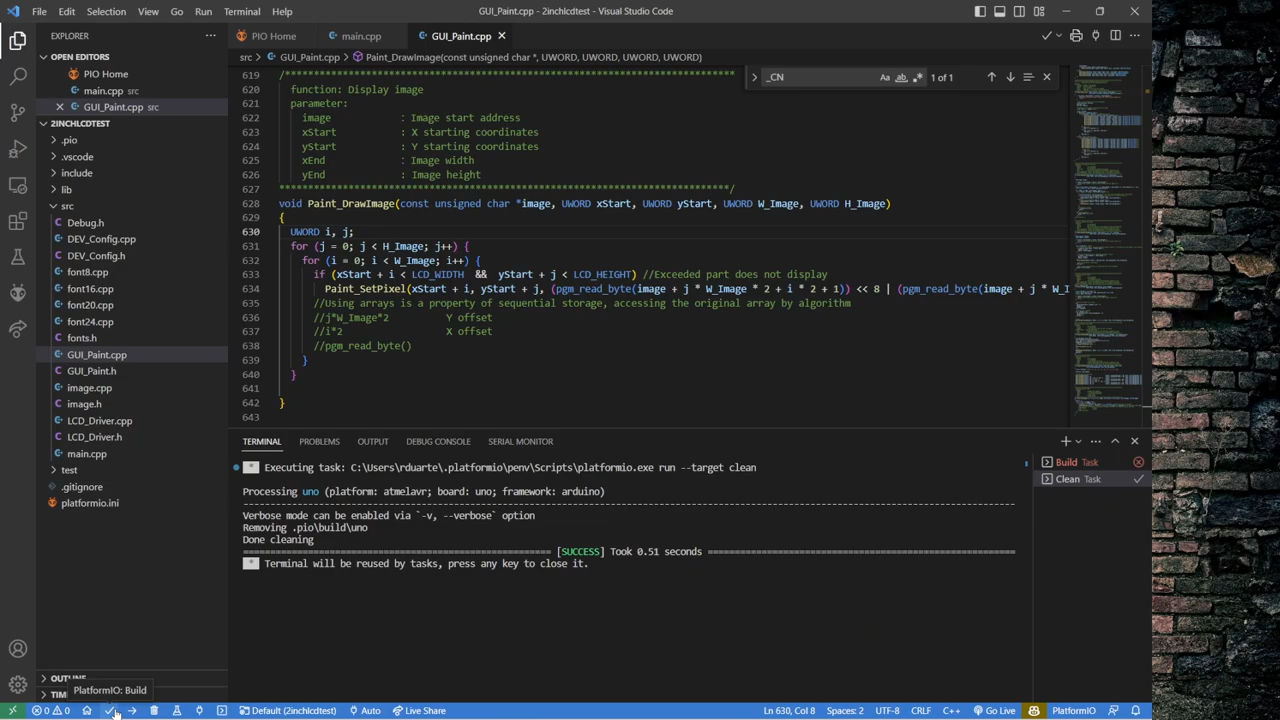 File Edit Selection View Go Run Terminal Help
GUI_Paint.cpp - 2inchlcdtest - Visual Studio Code
EXPLORER
OPEN EDITORS
PIO Home
main.cpp src
GUI_Paint.cpp src
2INCHLCDTEST
.pio
.vscode
include
lib
src
Debug.h
DEV_Config.cpp
DEV_Config.h
font8.cpp
font16.cpp
font20.cpp
font24.cpp
fonts.h
GUI_Paint.cpp
GUI_Paint.h
image.cpp
image.h
LCD_Driver.cpp
LCD_Driver.h
main.cpp
test
.gitignore
platformio.ini
OUTLINE
TIM
PlatformIO: Build
PIO Home main.cpp GUI_Paint.cpp
src > GUI_Paint.cpp > Paint_DrawImage(const unsigned char *, UWORD, UWORD, UWORD, UWORD)
_CN Aa ab 1 of 1
619 /******************************************************************************
620 function: Display image
621 parameter:
622 image : Image start address
623 xStart : X starting coordinates
624 yStart : Y starting coordinates
625 xEnd : Image width
626 yEnd : Image height
627 ******************************************************************************/
628 void Paint_DrawImage(const unsigned char *image, UWORD xStart, UWORD yStart, UWORD W_Image, UWORD H_Image)
629 {
630 UWORD i, j;
631 for (j = 0; j < H_Image; j++) {
632 for (i = 0; i < W_Image; i++) {
633 if (xStart + i < LCD_WIDTH && yStart + j < LCD_HEIGHT) //Exceeded part does not display
634 Paint_SetPixel(xStart + i, yStart + j, (pgm_read_byte(image + j * W_Image * 2 + i * 2 + 1)) << 8 | (pgm_read_byte(image + j * W_I
635 //Using arrays is a property of sequential storage, accessing the original array by algorithm
636 //j*W_Image*2 Y offset
637 //i*2 X offset
638 //pgm_read_byte()
639 }
640 }
641
642 }
643
TERMINAL PROBLEMS OUTPUT DEBUG CONSOLE SERIAL MONITOR
* Executing task: C:\Users\rduarte\.platformio\penv\Scripts\platformio.exe run --target clean
Processing uno (platform: atmelavr; board: uno; framework: arduino)
Verbose mode can be enabled via `-v, --verbose` option
Removing .pio\build\uno
Done cleaning
[SUCCESS] Took 0.51 seconds
* Terminal will be reused by tasks, press any key to close it.
Build Task
Clean Task
0 0 Default (2inchlcdtest) Auto Live Share Ln 630, Col 8 Spaces: 2 UTF-8 CRLF C++ Go Live PlatformIO